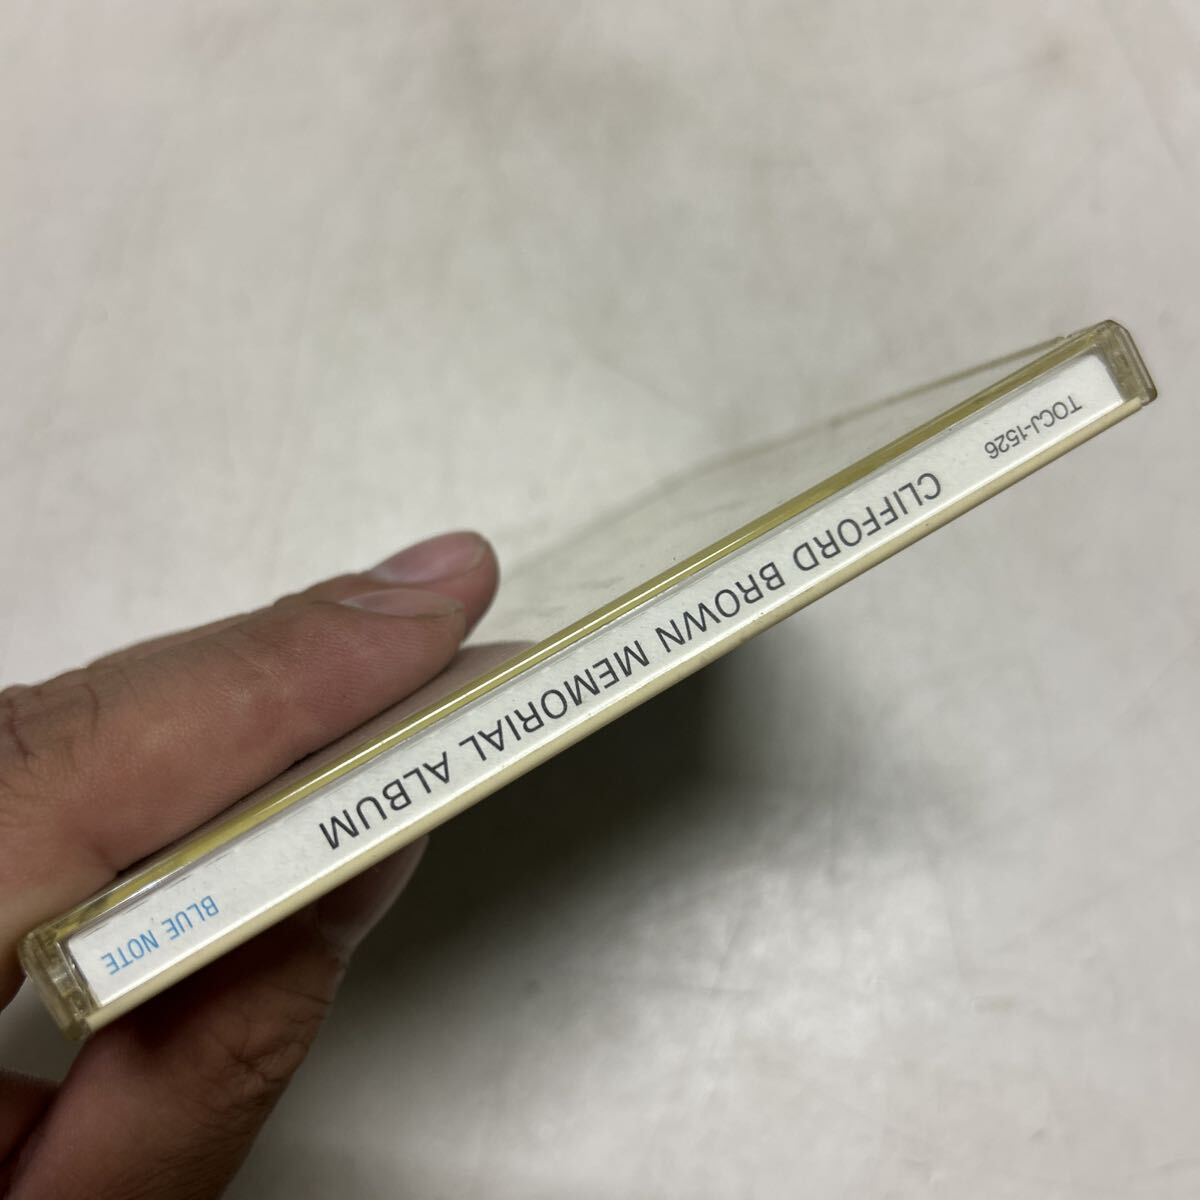 TOCJ-1526 CLIFFORD BROWN MEMORIAL ALBUM BLUE NOTE